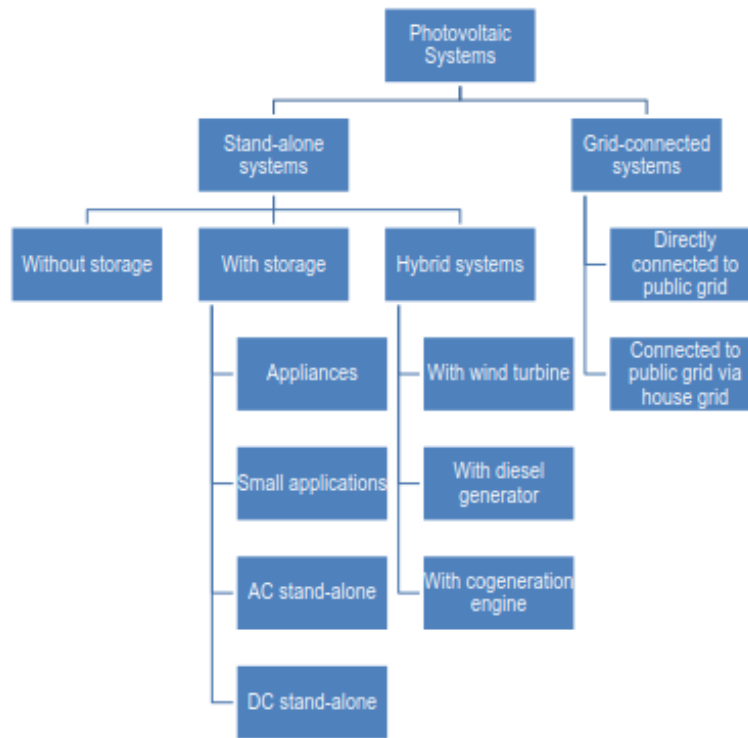 Photovoltaic
Systems
Stand-alone
systems
Grid-connected
systems
Without storage
With storage
Hybrid systems
Directly
connected to
public grid
Appliances
With wind turbine
Connected to
public grid via
house grid
Small applications
With diesel
generator
AC stand-alone
With cogeneration
engine
DC stand-alone